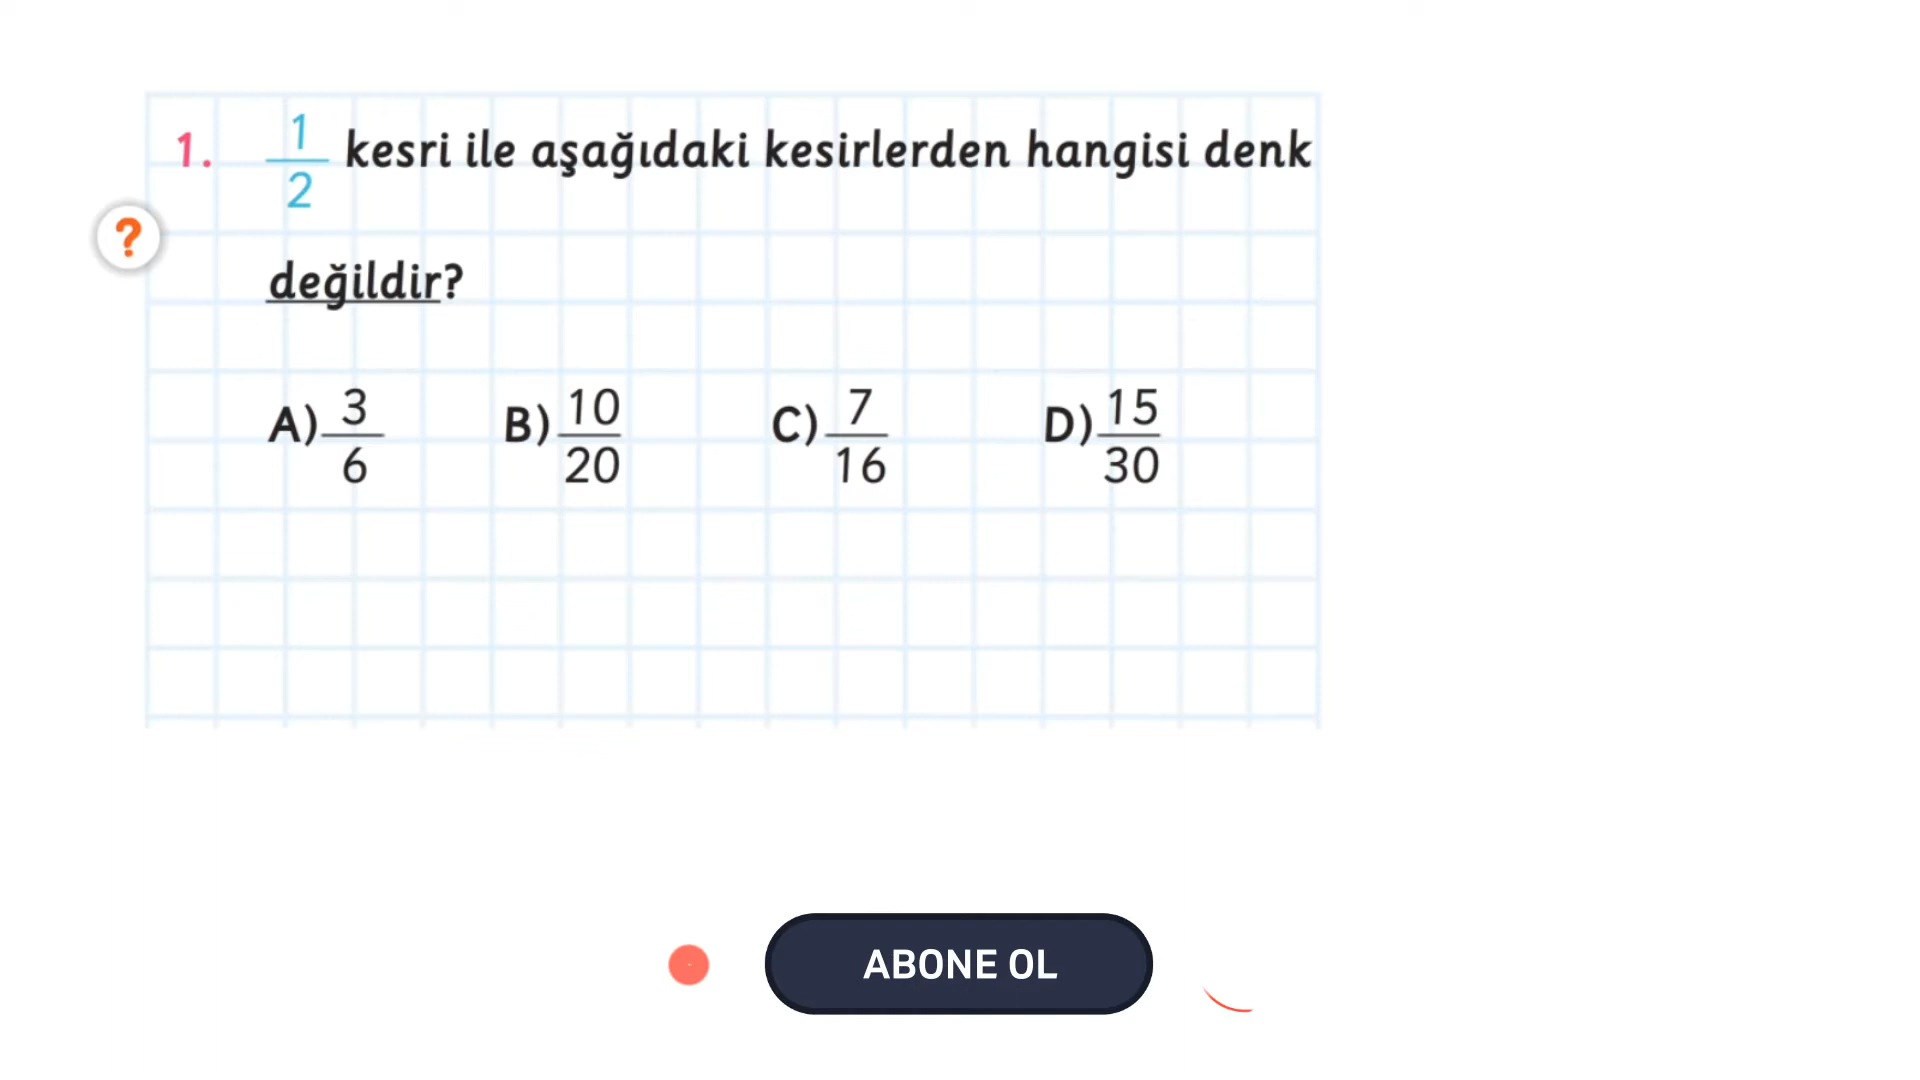 1. 1/2 kesri ile aşağıdaki kesirlerden hangisi denk
?
değildir?
A) 3/6 B) 10/20 C) 7/16 D) 15/30
ABONE OL